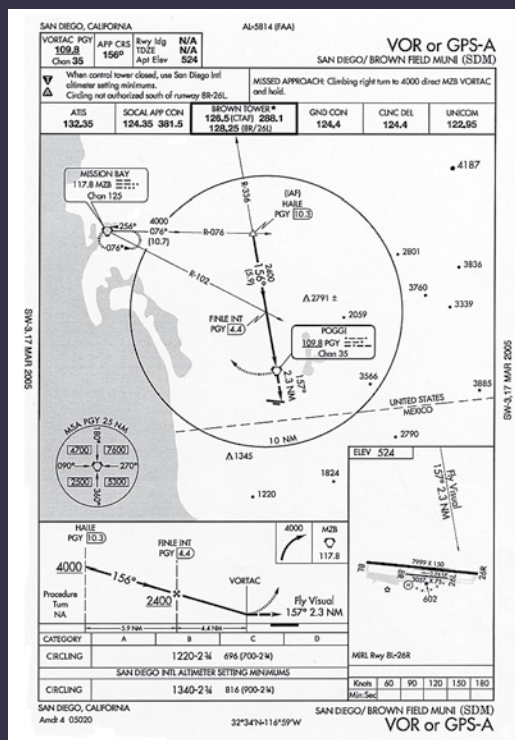 SAN DIEGO, CALIFORNIA
AL-5814 (FAA)
VORTAC PGY
109.8
Chan 35
APP CRS
156°
Rwy ldg N/A
TDZE N/A
Apt Elev 524
VOR or GPS-A
SAN DIEGO/ BROWN FIELD MUNI (SDM)
When control tower closed, use San Diego Intl
altimeter setting minimums.
Circling not authorized south of runway 8R-26L.
MISSED APPROACH: Climbing right turn to 4000 direct MZB VORTAC
and hold.
ATIS
132.35
SOCAL APP CON
124.35 381.5
BROWN TOWER*
128.5 (CTAF) 288.1
128.25 (8R/26L)
GND CON
124.4
CLNC DEL
124.4
UNICOM
122.95
MISSION BAY
117.8 MZB
Chan 125
R-336
(IAF)
HAILE
PGY 10.3
4187
256°
076°
4000
076°
(10.7)
R-076
R-102
2400
156°
(5.9)
2801
3836
3760
3339
2791 ±
2059
FINLE INT
PGY 4.4
POGGI
109.8 PGY
Chan 35
157°
2.3 NM
3566
3885
UNITED STATES
MEXICO
2790
10 NM
1345
1824
1220
MSA PGY 25 NM
180°
4700 7600
090° 270°
2500 5300
360°
ELEV 524
Fly Visual
157° 2.3 NM
7999 X 150
8L
8R
26L
26R
602
MIRL Rwy 8L-26R
HAILE
PGY 10.3
FINLE INT
PGY 4.4
4000
MZB
117.8
4000
156°
2400
VORTAC
Procedure
Turn
NA
Fly Visual
157° 2.3 NM
5.9 NM
4.4 NM
CATEGORY A B C D
CIRCLING 1220-2¾ 696 (700-2¾)
SAN DIEGO INTL ALTIMETER SETTING MINIMUMS
CIRCLING 1340-2¾ 816 (900-2¾)
Knots 60 90 120 150 180
Min:Sec
SAN DIEGO, CALIFORNIA
Amdt 4 05020
32°34'N-116°59'W
SAN DIEGO/ BROWN FIELD MUNI (SDM)
VOR or GPS-A
SW-3, 17 MAR 2005
SW-3, 17 MAR 2005